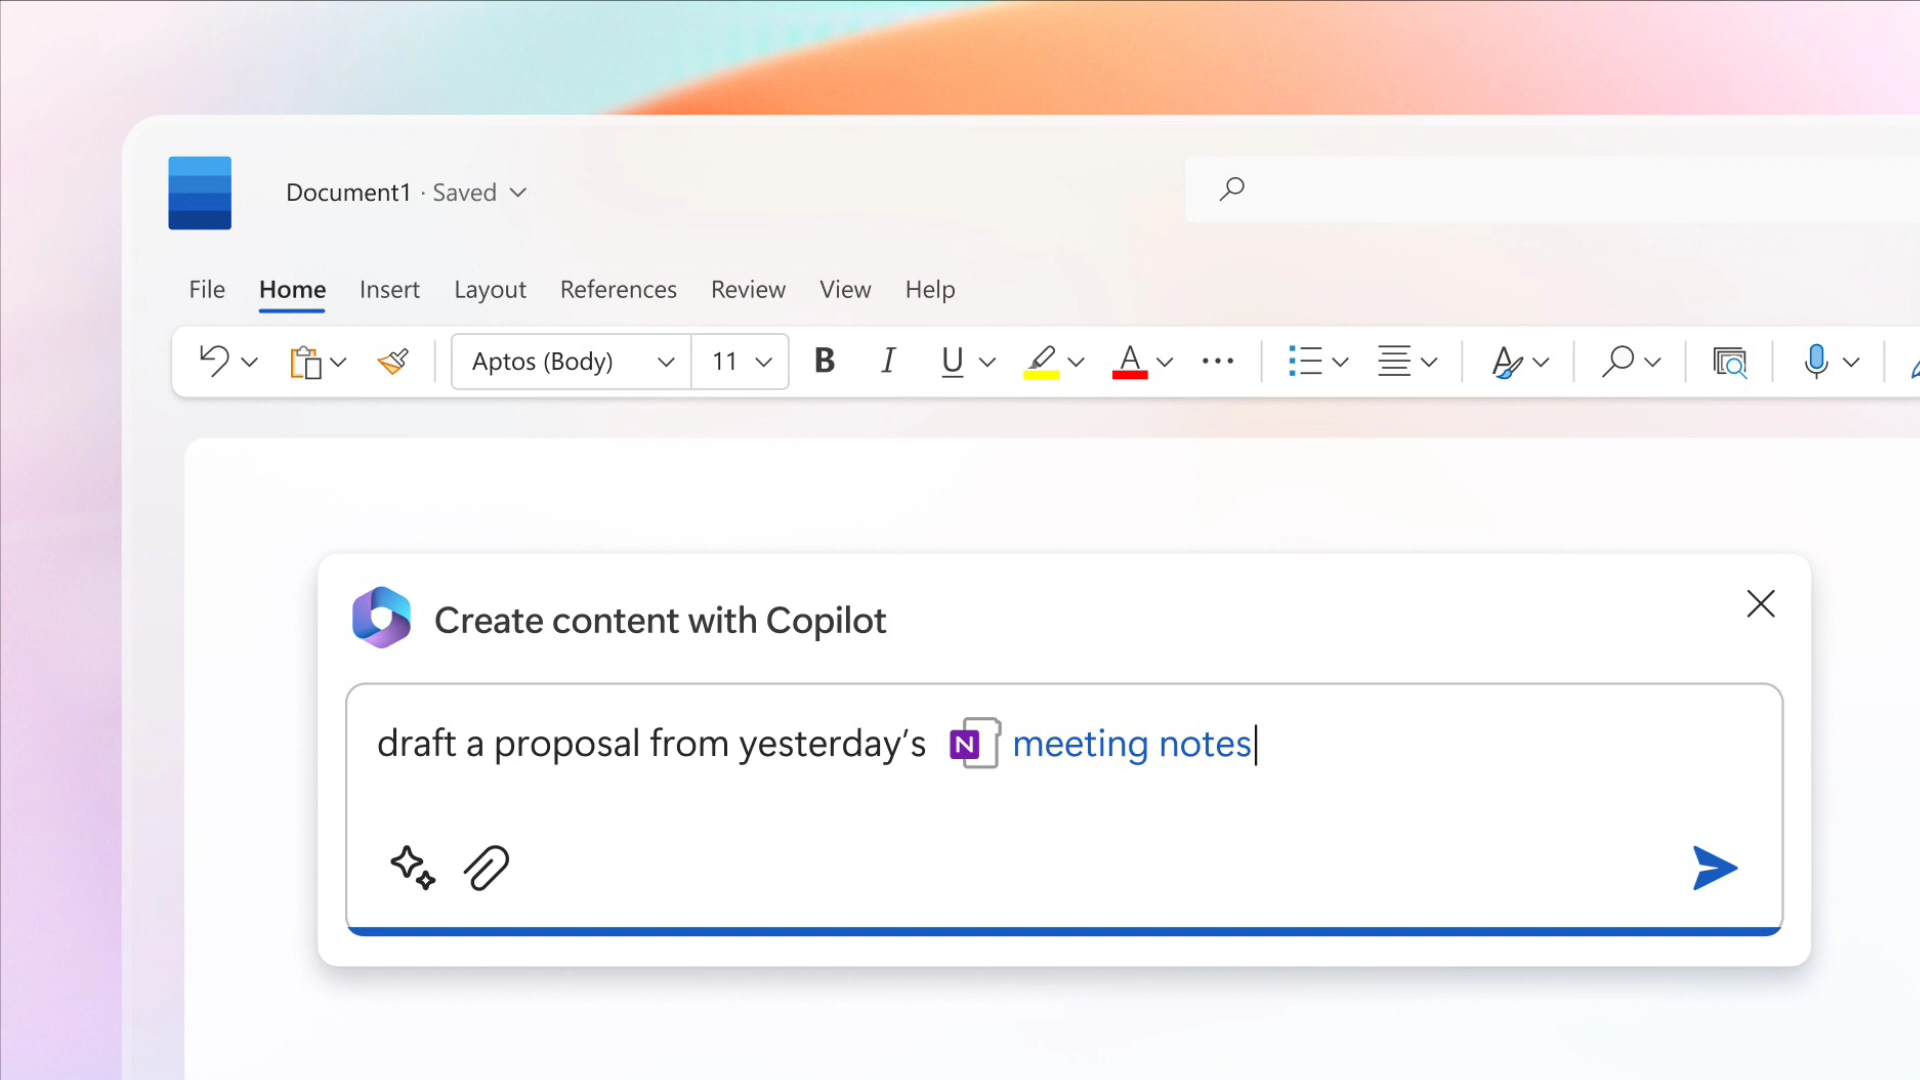 Document1 · Saved
File Home Insert Layout References Review View Help
Aptos (Body) 11 B I U A
Create content with Copilot
draft a proposal from yesterday’s N meeting notes